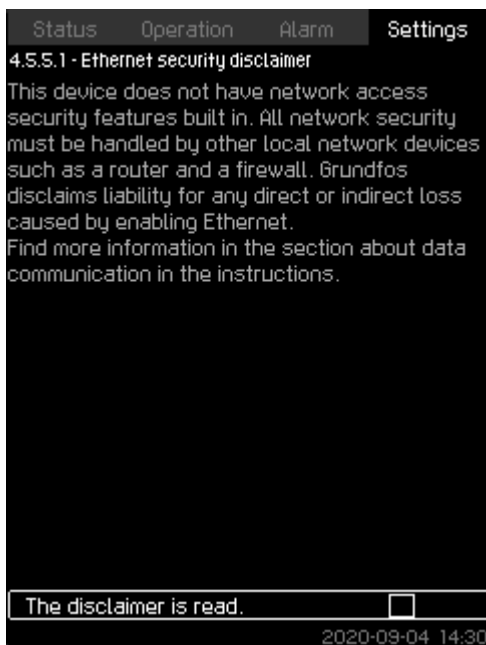 Status Operation Alarm Settings
4.5.5.1 - Ethernet security disclaimer
This device does not have network access
security features built in. All network security
must be handled by other local network devices
such as a router and a firewall. Grundfos
disclaims liability for any direct or indirect loss
caused by enabling Ethernet.
Find more information in the section about data
communication in the instructions.
The disclaimer is read.
2020-09-04 14:30